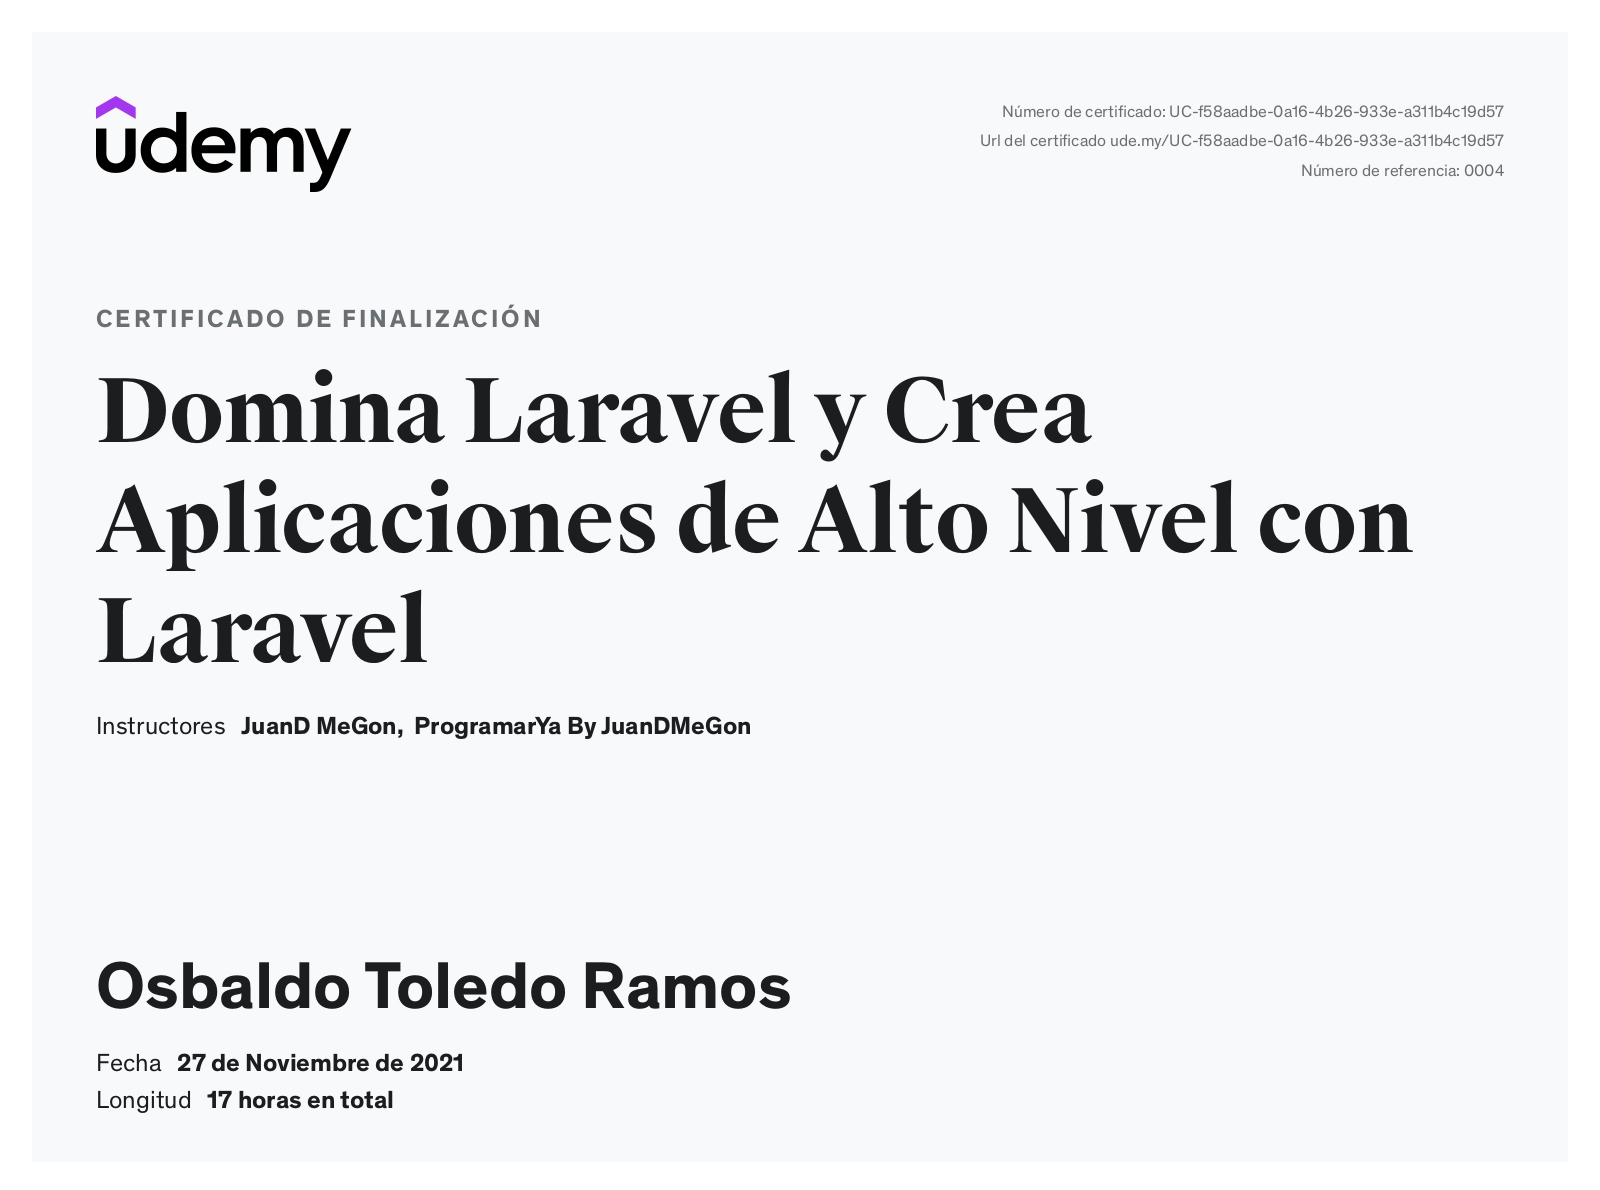 udemy
Número de certificado: UC-f58aadbe-0a16-4b26-933e-a311b4c19d57
Url del certificado ude.my/UC-f58aadbe-0a16-4b26-933e-a311b4c19d57
Número de referencia: 0004
CERTIFICADO DE FINALIZACIÓN
Domina Laravel y Crea
Aplicaciones de Alto Nivel con
Laravel
Instructores JuanD MeGon, ProgramarYa By JuanDMeGon
Osbaldo Toledo Ramos
Fecha 27 de Noviembre de 2021
Longitud 17 horas en total